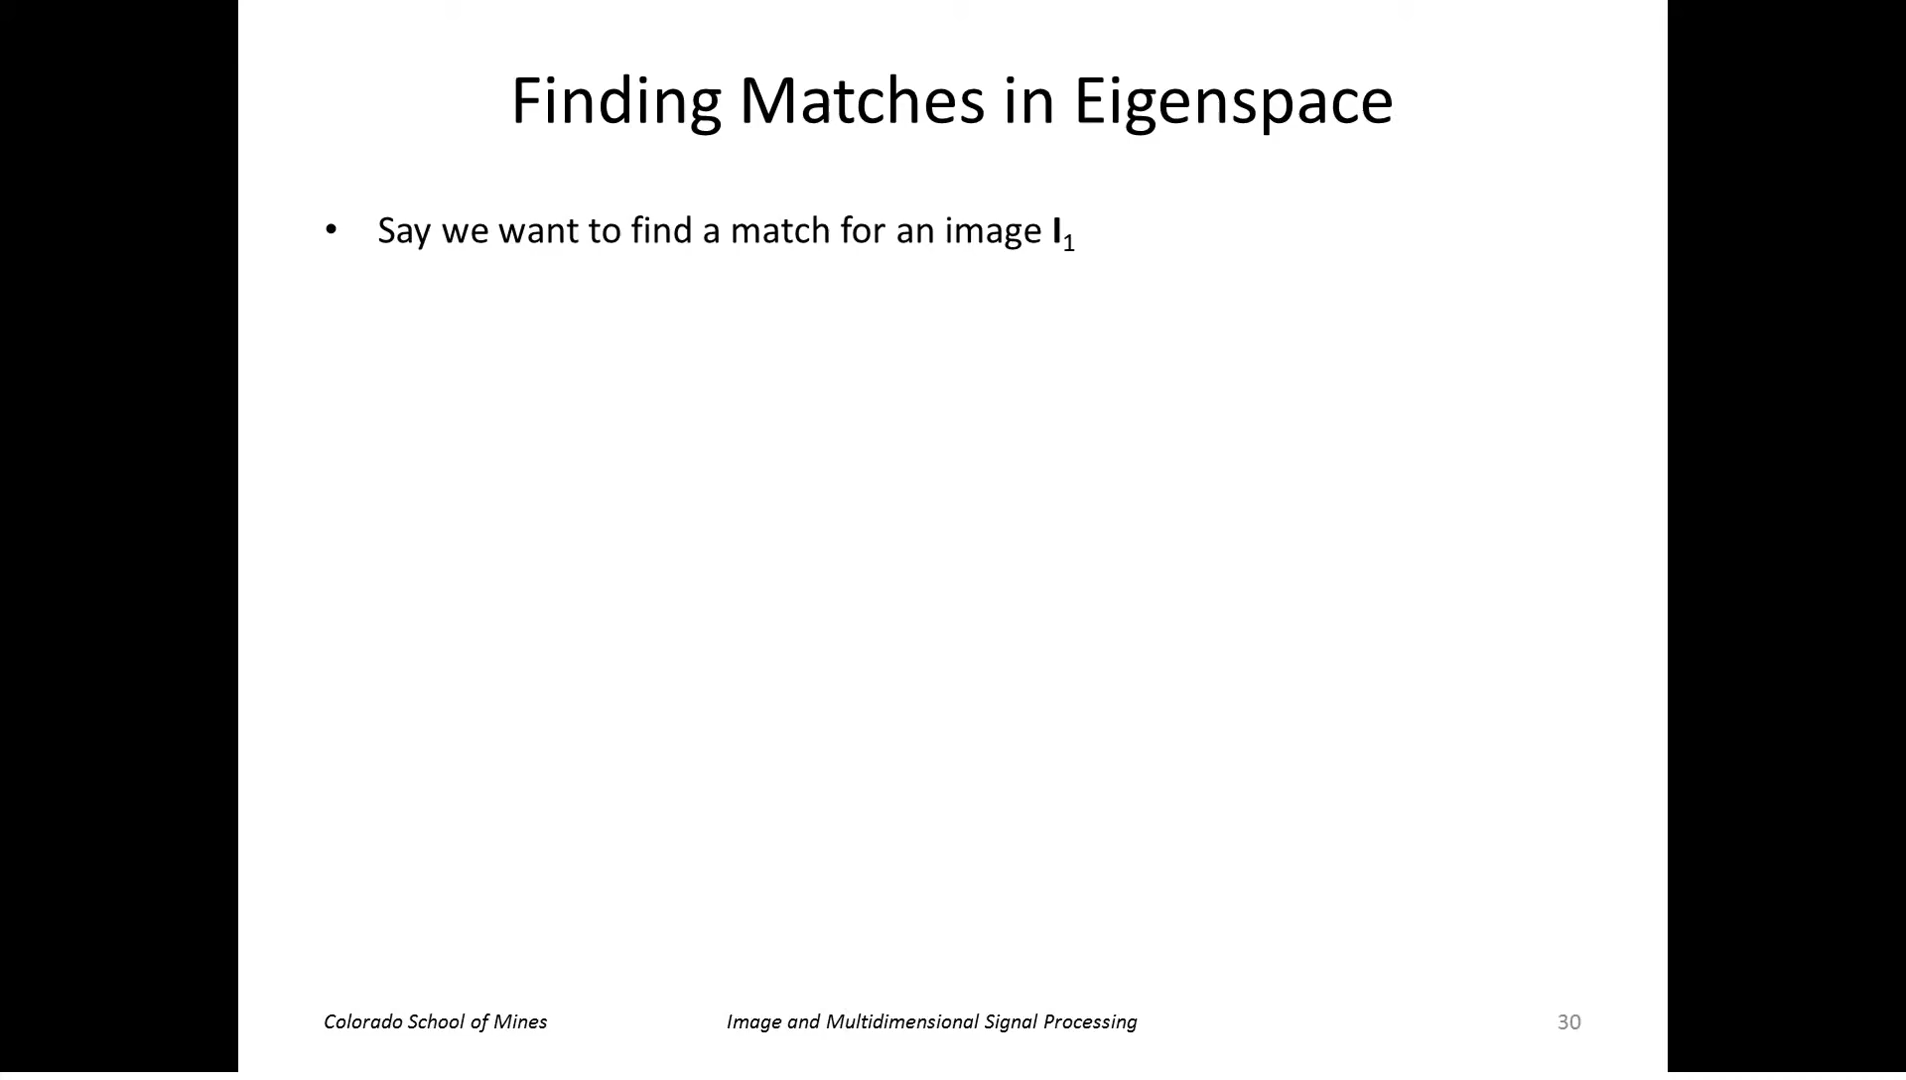 Finding Matches in Eigenspace
• Say we want to find a match for an image I₁
Colorado School of Mines Image and Multidimensional Signal Processing 30